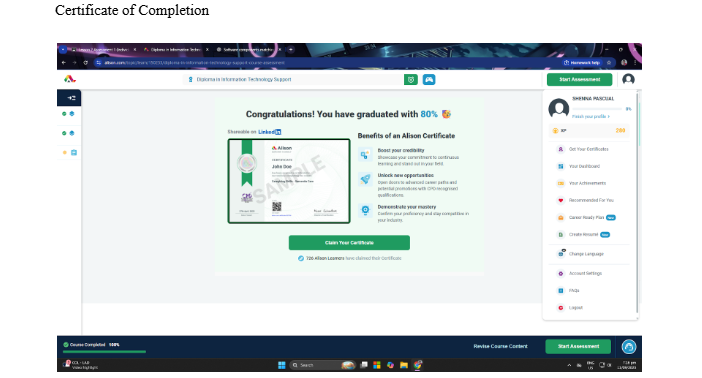 Certificate of Completion
Diploma in Information Technology Support
Start Assessment
Congratulations! You have graduated with 80%
Shareable on LinkedIn
Alison
John Doe
SAMPLE
Benefits of an Alison Certificate
Boost your credibility
Showcase your commitment to continuous
learning and stand out in your field
Unlock new opportunities
Open doors to advanced career paths and
potential promotions with CPD-recognized
qualifications
Demonstrate your mastery
Confirm your proficiency and stay competitive in
your industry
Claim Your Certificate
726 Alison Learners have claimed their Certificate
SHENNA PASCUAL
Finish your profile >
XP
Get Your Certificates
Your Dashboard
Your Achievements
Recommended For You
Career Ready Plan New
Create Resumé New
Change Language
Account Settings
FAQs
Logout
Course Completed 100%
Revise Course Content
Start Assessment
Search